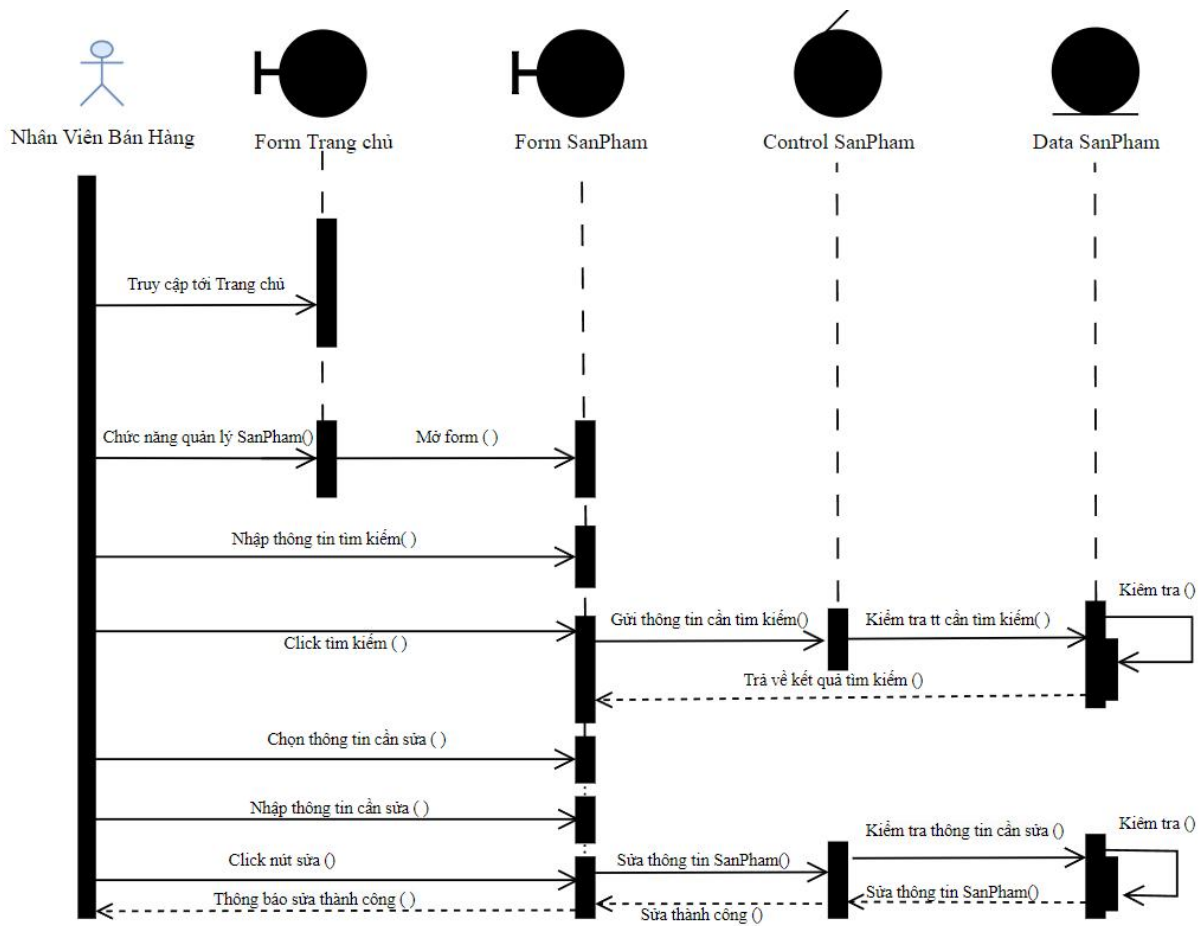 Nhân Viên Bán Hàng
Form Trang chủ
Form SanPham
Control SanPham
Data SanPham
Truy cập tới Trang chủ
Chức năng quản lý SanPham()
Mở form ( )
Nhập thông tin tìm kiếm( )
Kiêm tra ()
Click tìm kiếm ( )
Gửi thông tin cần tìm kiếm()
Kiểm tra tt cần tìm kiếm( )
Trả về kết quả tìm kiếm ()
Chọn thông tin cần sửa ( )
Nhập thông tin cần sửa ( )
Kiểm tra thông tin cần sửa ()
Kiêm tra ()
Click nút sửa ()
Sửa thông tin SanPham()
Sửa thông tin SanPham()
Thông báo sửa thành công ( )
Sửa thành công ()